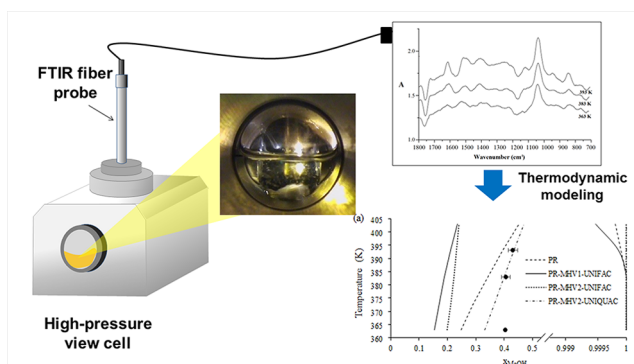 FTIR fiber
probe
High-pressure
view cell
2.0
1.5
1.0
A
393 K
383 K
363 K
1800 1700 1600 1500 1400 1300 1200 1100 1000 900 800 700
Wavenumber (cm¹)
Thermodynamic
modeling
(a)
Temperature (K)
405
400
395
390
385
380
375
370
365
360
PR
PR-MHV1-UNIFAC
PR-MHV2-UNIFAC
PR-MHV2-UNIQUAC
0.1 0.2 0.3 0.4 0.5 0.999 0.9995 1